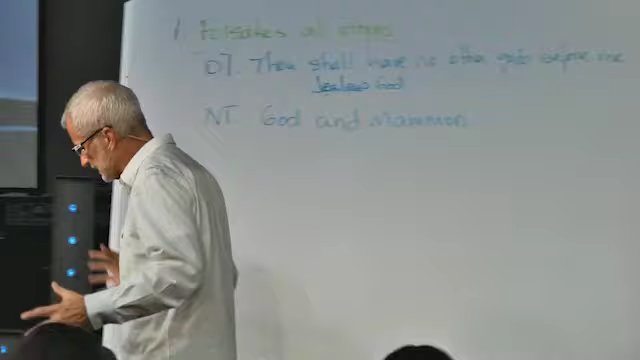 1. Forsakes all others
OT. Thou shall have no other gods before me
Jealous God
NT God and Mammon